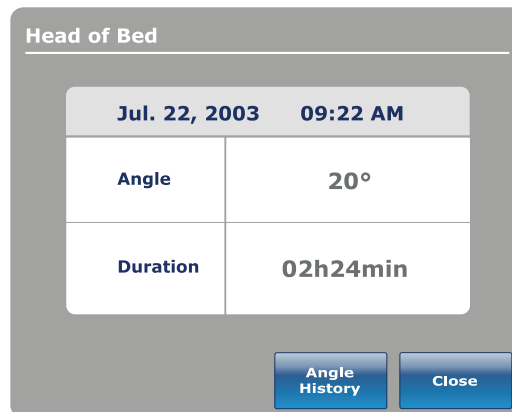 Head of Bed
Jul. 22, 2003 09:22 AM
Angle 20°
Duration 02h24min
Angle
History
Close